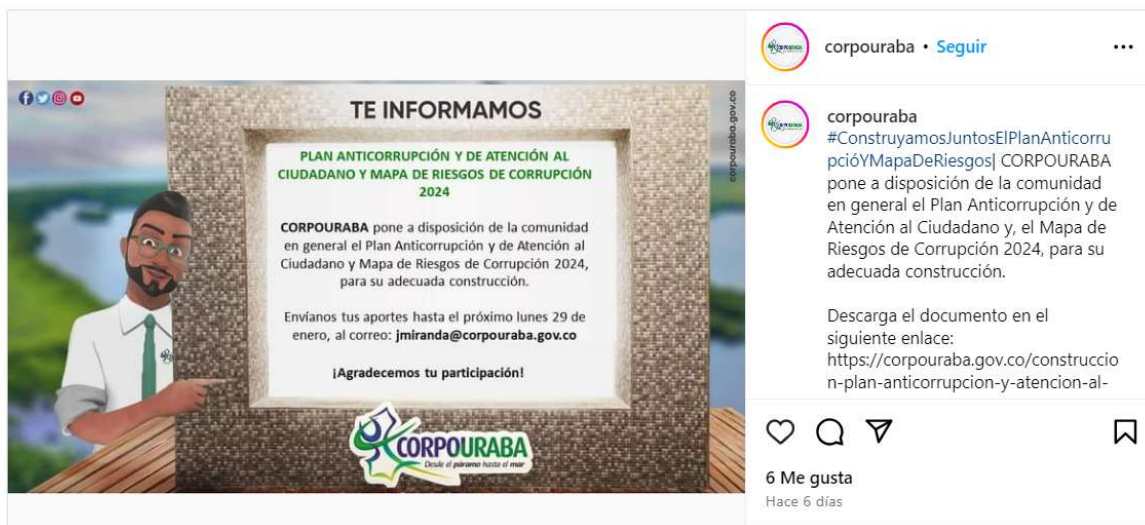 TE INFORMAMOS
corpouraba.gov.co
PLAN ANTICORRUPCIÓN Y DE ATENCIÓN AL
CIUDADANO Y MAPA DE RIESGOS DE CORRUPCIÓN
2024
CORPOURABA pone a disposición de la comunidad
en general el Plan Anticorrupción y de Atención al
Ciudadano y Mapa de Riesgos de Corrupción 2024,
para su adecuada construcción.
Envíanos tus aportes hasta el próximo lunes 29 de
enero, al correo: jmiranda@corpouraba.gov.co
¡Agradecemos tu participación!
CORPOURABA
Desde el páramo hasta el mar
corpouraba • Seguir
corpouraba
#ConstruyamosJuntosElPlanAnticorru
pcióYMapaDeRiesgos| CORPOURABA
pone a disposición de la comunidad
en general el Plan Anticorrupción y de
Atención al Ciudadano y, el Mapa de
Riesgos de Corrupción 2024, para su
adecuada construcción.
Descarga el documento en el
siguiente enlace:
https://corpouraba.gov.co/construccio
n-plan-anticorrupcion-y-atencion-al-
6 Me gusta
Hace 6 días